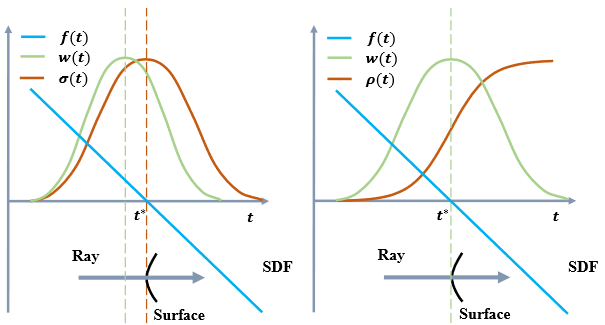 f(t)
w(t)
σ(t)
t*
t
Ray
SDF
Surface
f(t)
w(t)
ρ(t)
t*
t
Ray
SDF
Surface